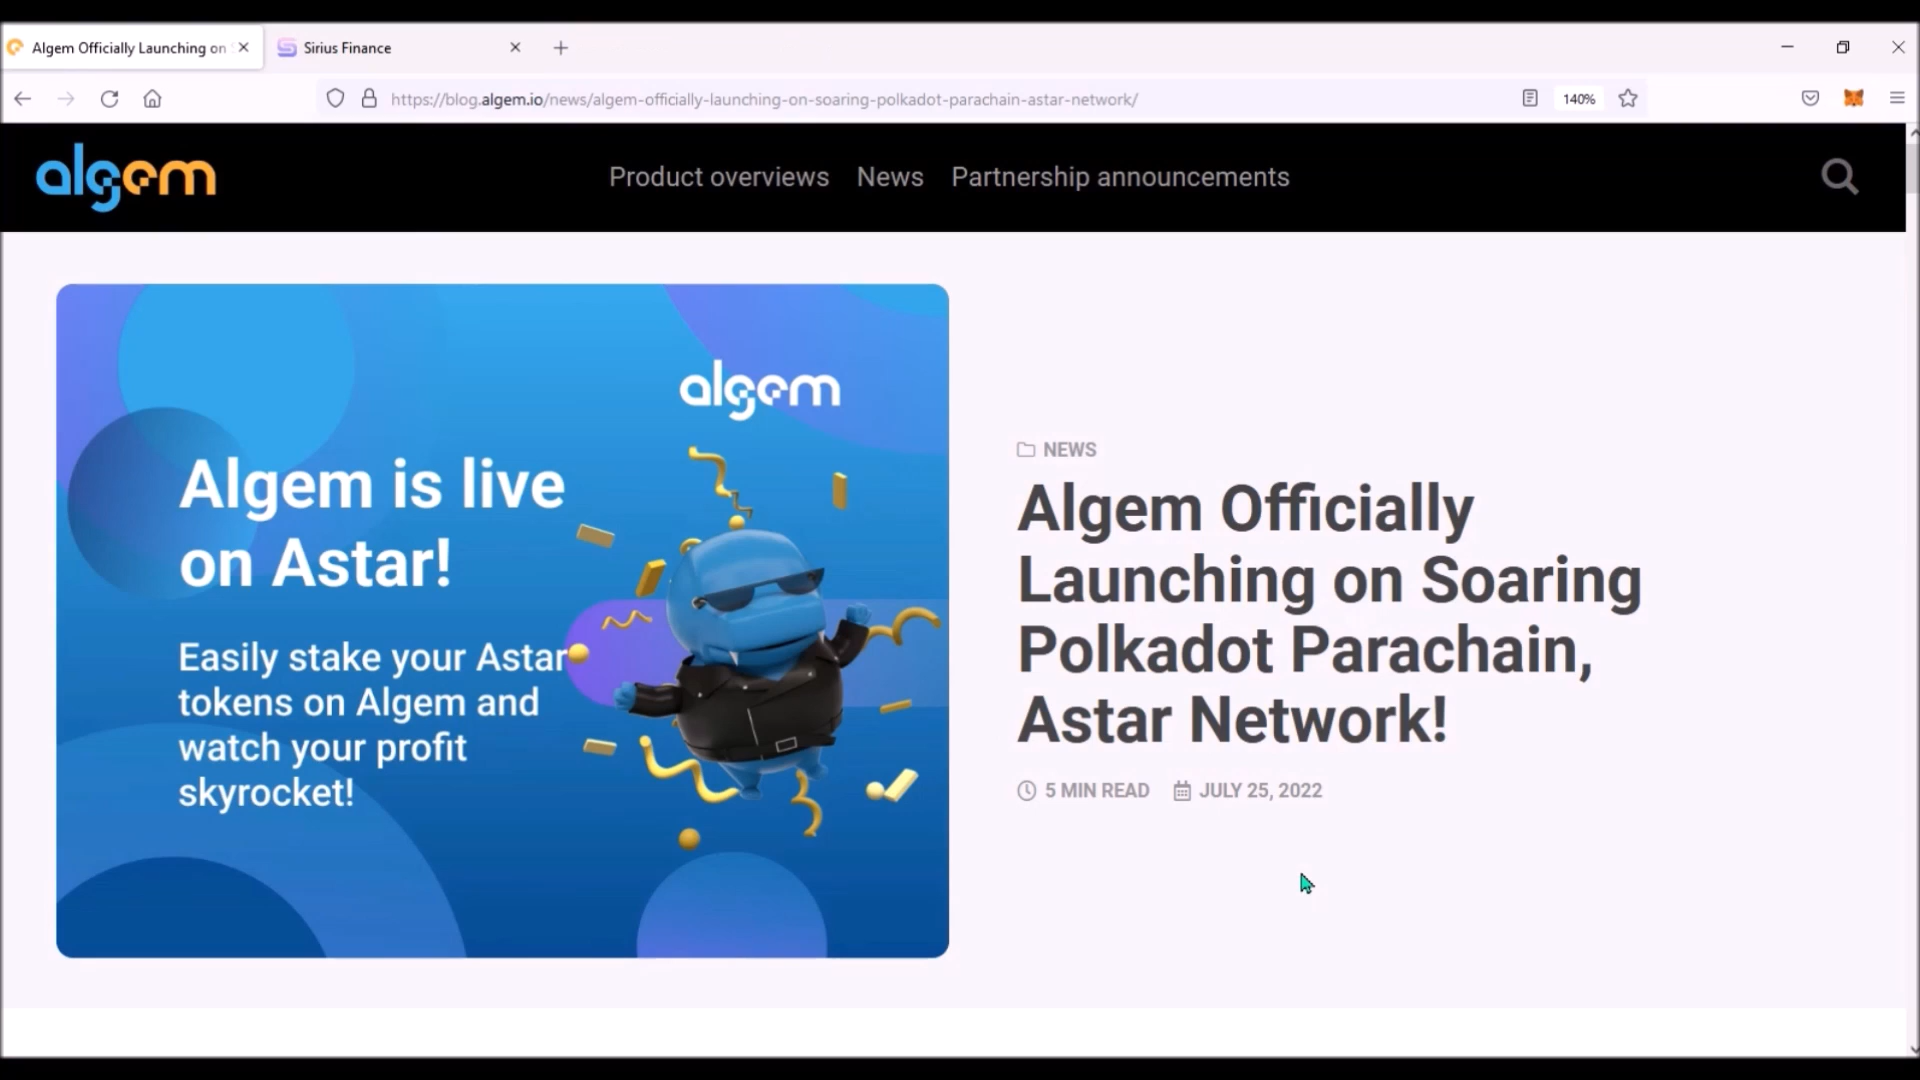 Algem Officially Launching on
Sirius Finance
https://blog.algem.io/news/algem-officially-launching-on-soaring-polkadot-parachain-astar-network/
140%
algem
Product overviews
News
Partnership announcements
algem
Algem is live
on Astar!
Easily stake your Astar
tokens on Algem and
watch your profit
skyrocket!
NEWS
Algem Officially
Launching on Soaring
Polkadot Parachain,
Astar Network!
5 MIN READ
JULY 25, 2022